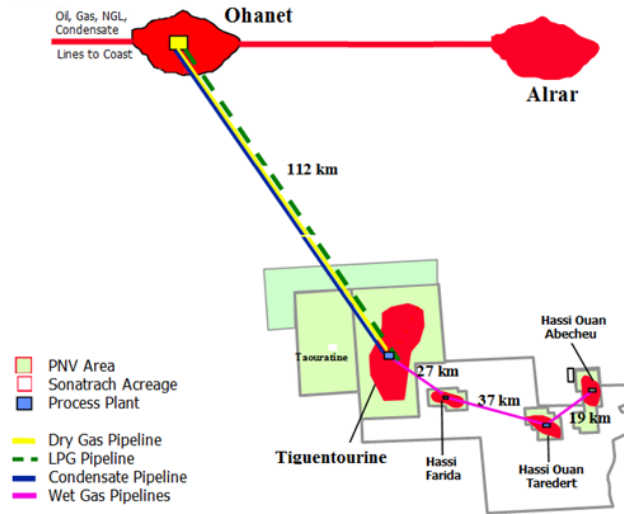 Oil, Gas, NGL,
Condensate
Lines to Coast
Ohanet
Alrar
112 km
Taouratine
27 km
37 km
19 km
Hassi Ouan
Abecheu
Tiguentourine
Hassi
Farida
Hassi Ouan
Taredert
PNV Area
Sonatrach Acreage
Process Plant
Dry Gas Pipeline
LPG Pipeline
Condensate Pipeline
Wet Gas Pipelines